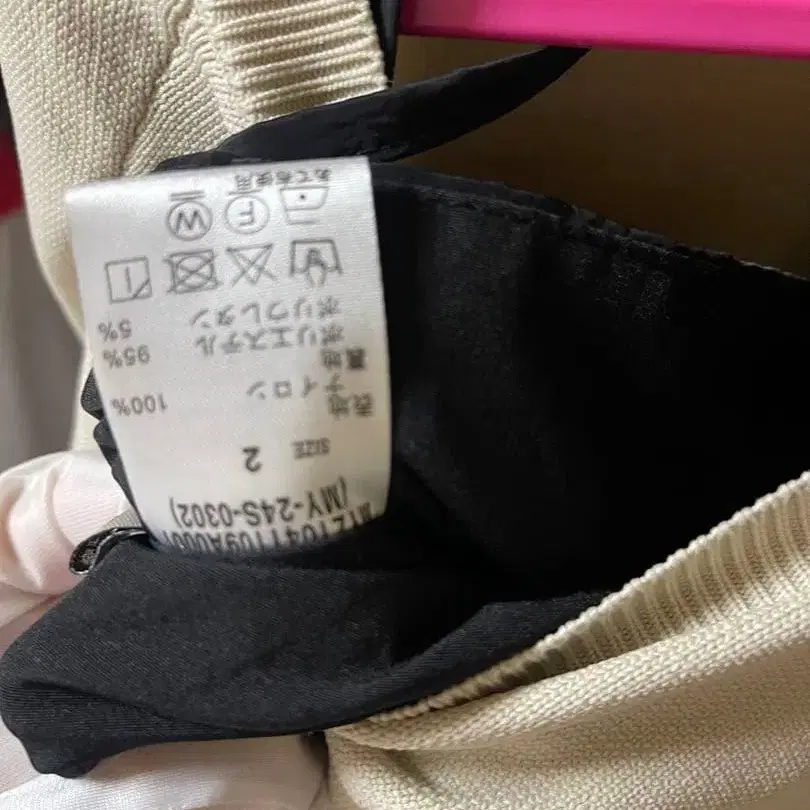 (MY-24S-0302)
SIZE 2
表地
ナイロン 100%
裏地
ポリエステル 95%
ポリウレタン 5%
F W
あて布使用